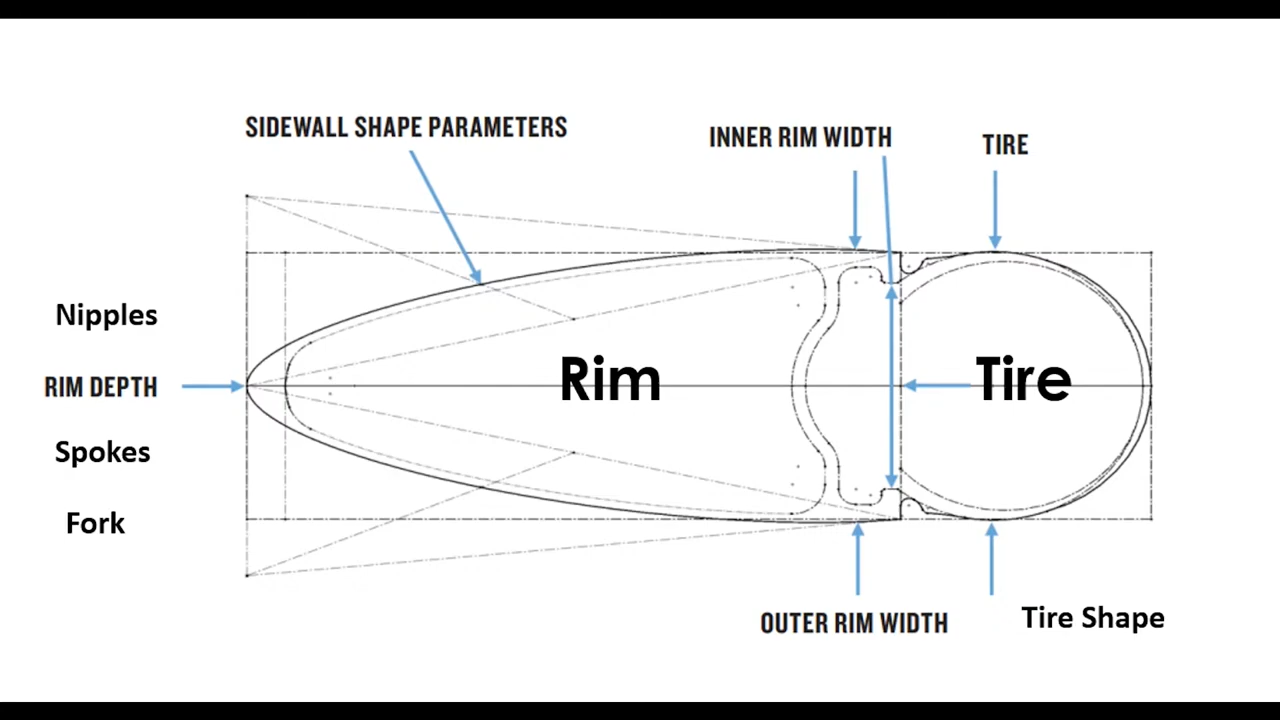 SIDEWALL SHAPE PARAMETERS
INNER RIM WIDTH
TIRE
Nipples
RIM DEPTH
Rim
Tire
Spokes
Fork
OUTER RIM WIDTH
Tire Shape